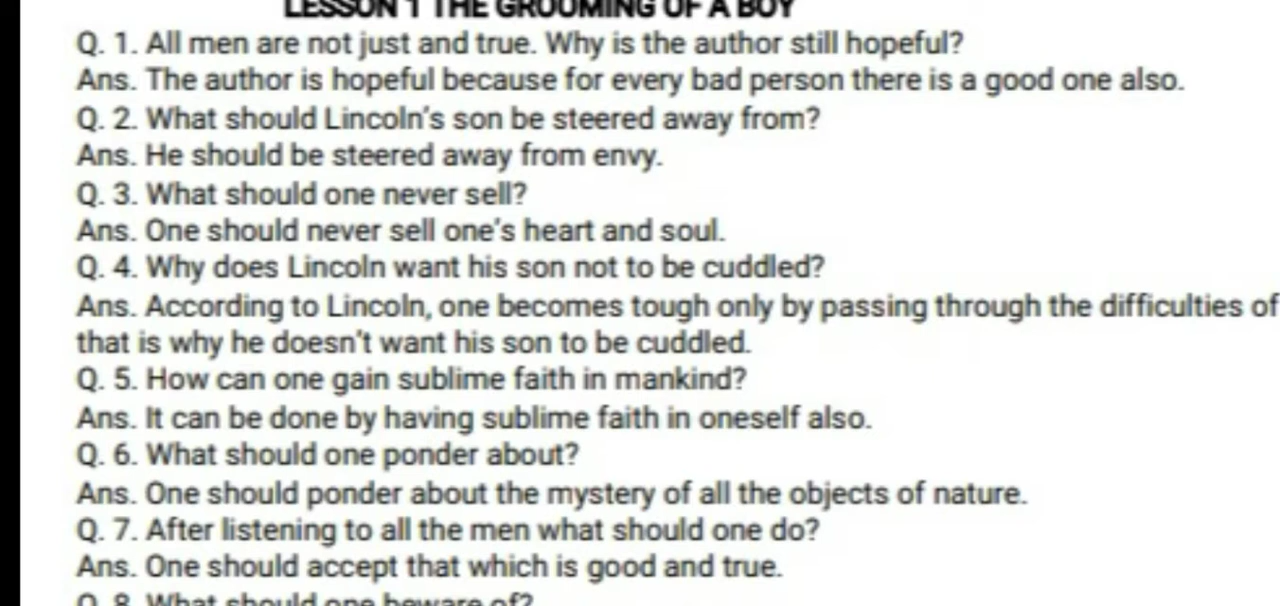 LESSON 1 THE GROOMING OF A BOY
Q. 1. All men are not just and true. Why is the author still hopeful?
Ans. The author is hopeful because for every bad person there is a good one also.
Q. 2. What should Lincoln's son be steered away from?
Ans. He should be steered away from envy.
Q. 3. What should one never sell?
Ans. One should never sell one's heart and soul.
Q. 4. Why does Lincoln want his son not to be cuddled?
Ans. According to Lincoln, one becomes tough only by passing through the difficulties of
that is why he doesn't want his son to be cuddled.
Q. 5. How can one gain sublime faith in mankind?
Ans. It can be done by having sublime faith in oneself also.
Q. 6. What should one ponder about?
Ans. One should ponder about the mystery of all the objects of nature.
Q. 7. After listening to all the men what should one do?
Ans. One should accept that which is good and true.
Q. 8. What should one beware of?